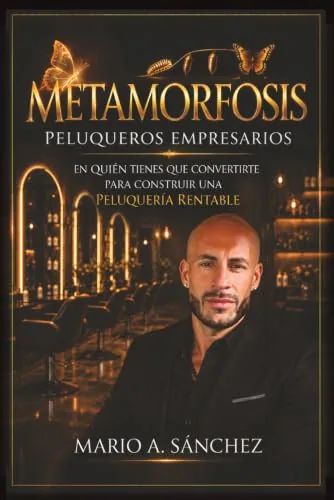 METAMORFOSIS
PELUQUEROS EMPRESARIOS
EN QUIÉN TIENES QUE CONVERTIRTE
PARA CONSTRUIR UNA
PELUQUERÍA RENTABLE
MARIO A. SÁNCHEZ